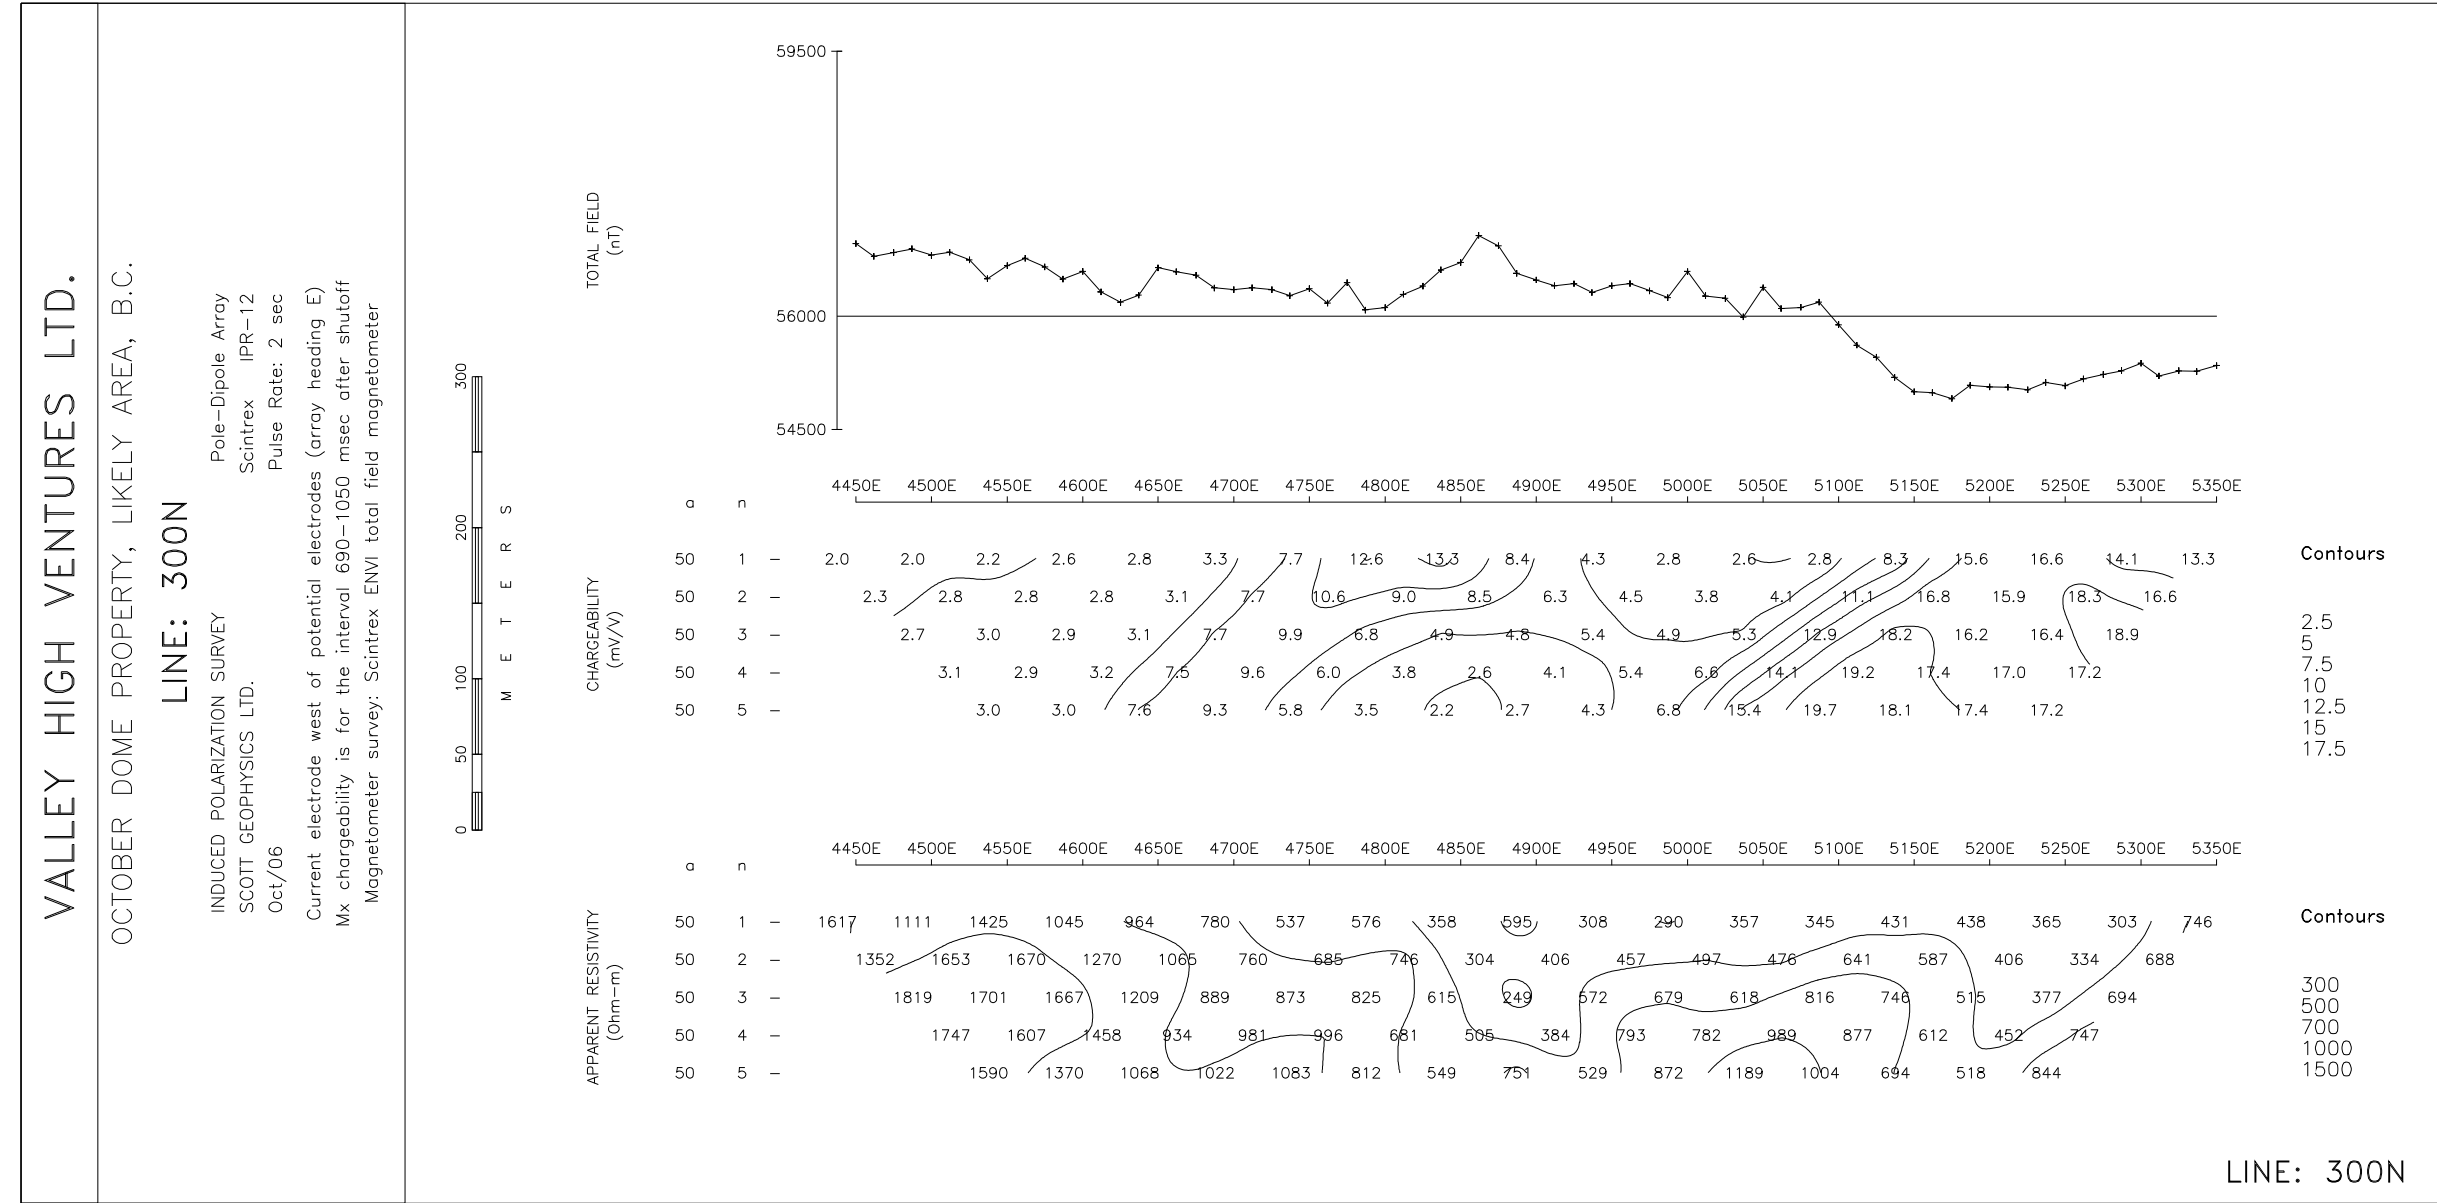 VALLEY HIGH VENTURES LTD.
OCTOBER DOME PROPERTY, LIKELY AREA, B.C.
LINE: 300N
INDUCED POLARIZATION SURVEY Pole-Dipole Array
SCOTT GEOPHYSICS LTD. Scintrex IPR-12
Oct/06 Pulse Rate: 2 sec
Current electrode west of potential electrodes (array heading E)
Mx chargeability is for the interval 690-1050 msec after shutoff
Magnetometer survey: Scintrex ENVI total field magnetometer
0 50 100 200 300
METERS
TOTAL FIELD
(nT)
59500
56000
54500
4450E 4500E 4550E 4600E 4650E 4700E 4750E 4800E 4850E 4900E 4950E 5000E 5050E 5100E 5150E 5200E 5250E 5300E 5350E
a n
CHARGEABILITY
(mV/V)
50 1 - 2.0 2.0 2.2 2.6 2.8 3.3 7.7 12.6 13.3 8.4 4.3 2.8 2.6 2.8 8.3 15.6 16.6 14.1 13.3
50 2 - 2.3 2.8 2.8 2.8 3.1 7.7 10.6 9.0 8.5 6.3 4.5 3.8 4.1 11.1 16.8 15.9 18.3 16.6
50 3 - 2.7 3.0 2.9 3.1 7.7 9.9 6.8 4.9 4.8 5.4 4.9 5.3 12.9 18.2 16.2 16.4 18.9
50 4 - 3.1 2.9 3.2 7.5 9.6 6.0 3.8 2.6 4.1 5.4 6.6 14.1 19.2 17.4 17.0 17.2
50 5 - 3.0 3.0 7.6 9.3 5.8 3.5 2.2 2.7 4.3 6.8 15.4 19.7 18.1 17.4 17.2
Contours
2.5
5
7.5
10
12.5
15
17.5
4450E 4500E 4550E 4600E 4650E 4700E 4750E 4800E 4850E 4900E 4950E 5000E 5050E 5100E 5150E 5200E 5250E 5300E 5350E
a n
APPARENT RESISTIVITY
(Ohm-m)
50 1 - 1617 1111 1425 1045 964 780 537 576 358 595 308 290 357 345 431 438 365 303 746
50 2 - 1352 1653 1670 1270 1065 760 685 746 304 406 457 497 476 641 587 406 334 688
50 3 - 1819 1701 1667 1209 889 873 825 615 249 572 679 618 816 746 515 377 694
50 4 - 1747 1607 1458 934 981 996 681 505 384 793 782 989 877 612 452 747
50 5 - 1590 1370 1068 1022 1083 812 549 751 529 872 1189 1004 694 518 844
Contours
300
500
700
1000
1500
LINE: 300N